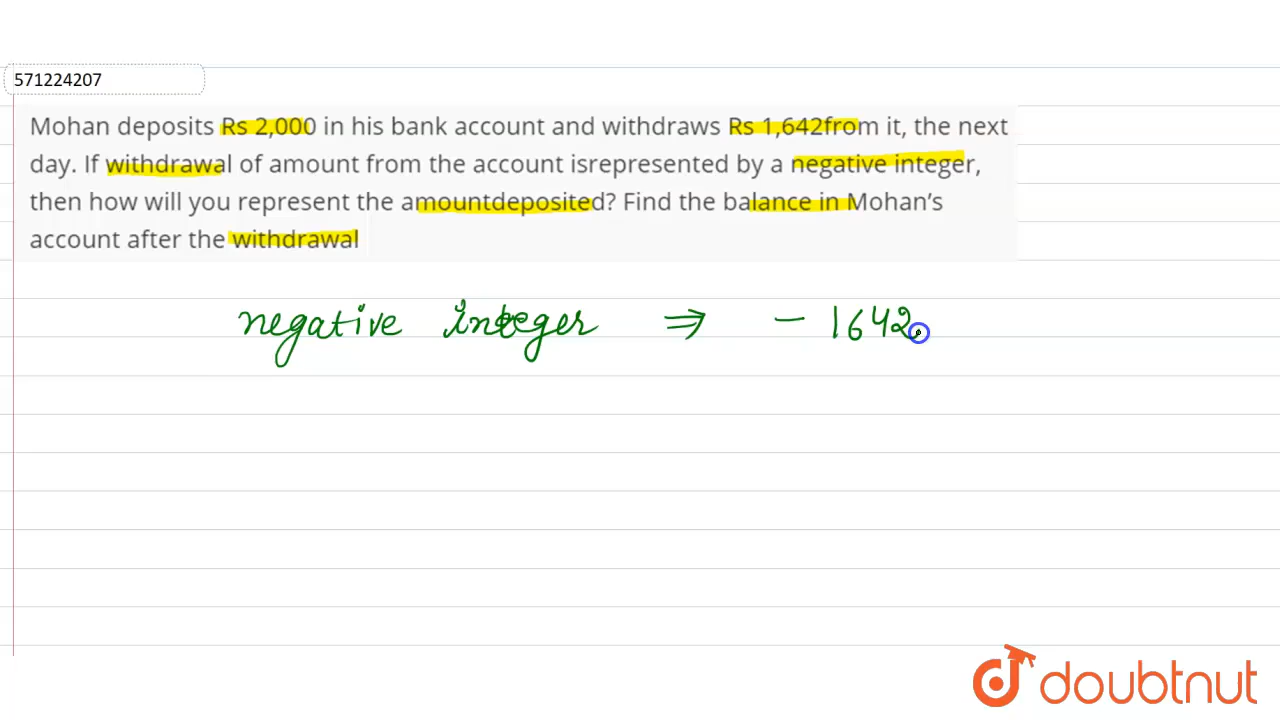 571224207
Mohan deposits Rs 2,000 in his bank account and withdraws Rs 1,642from it, the next
day. If withdrawal of amount from the account isrepresented by a negative integer,
then how will you represent the amountdeposited? Find the balance in Mohan’s
account after the withdrawal
negative integer ⇒ - 1642
doubtnut